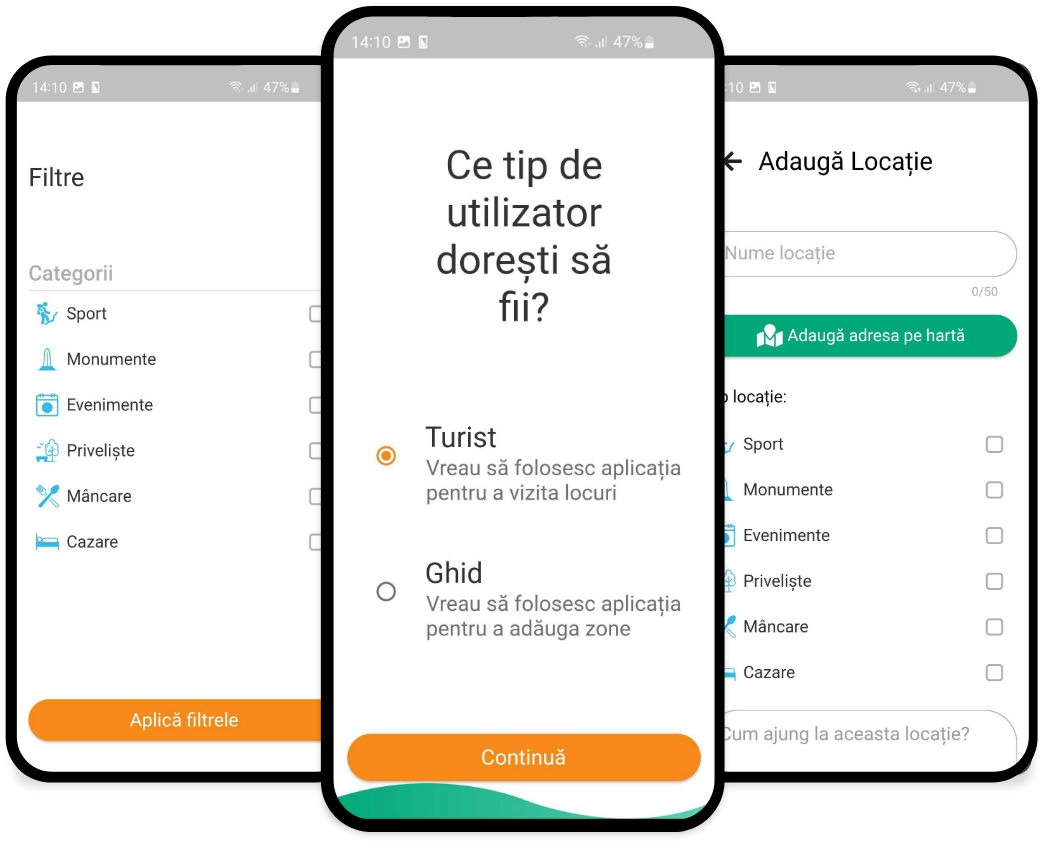 14:10 47%
Filtre
Categorii
Sport
Monumente
Evenimente
Priveliște
Mâncare
Cazare
Aplică filtrele
14:10 47%
Ce tip de
utilizator
dorești să
fii?
Turist
Vreau să folosesc aplicația
pentru a vizita locuri
Ghid
Vreau să folosesc aplicația
pentru a adăuga zone
Continuă
:10 47%
Adaugă Locație
Nume locație
0/50
Adaugă adresa pe hartă
locație:
Sport
Monumente
Evenimente
Priveliște
Mâncare
Cazare
Cum ajung la aceasta locație?